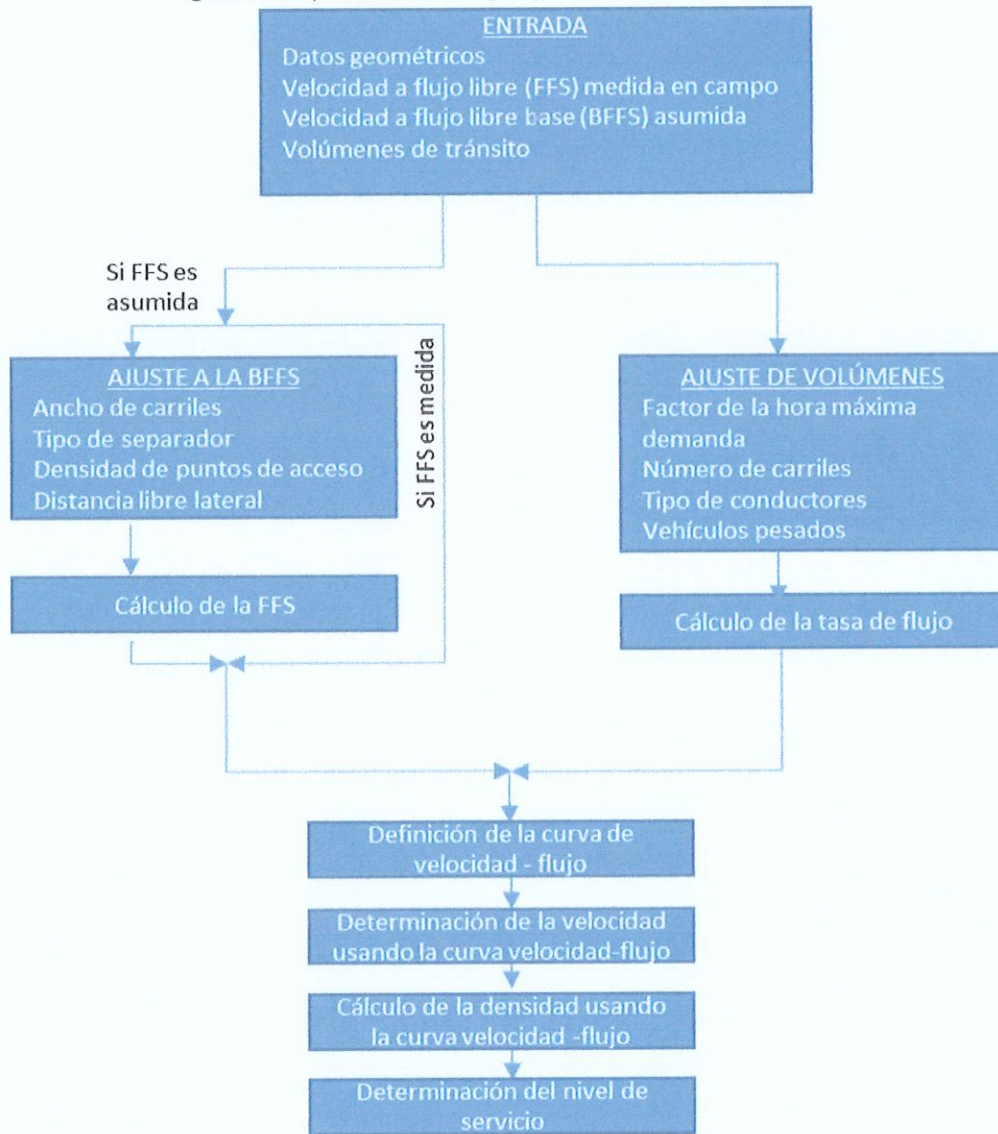 ENTRADA
Datos geométricos
Velocidad a flujo libre (FFS) medida en campo
Velocidad a flujo libre base (BFFS) asumida
Volúmenes de tránsito
Si FFS es
asumida
Si FFS es medida
AJUSTE A LA BFFS
Ancho de carriles
Tipo de separador
Densidad de puntos de acceso
Distancia libre lateral
Cálculo de la FFS
AJUSTE DE VOLÚMENES
Factor de la hora máxima
demanda
Número de carriles
Tipo de conductores
Vehículos pesados
Cálculo de la tasa de flujo
Definición de la curva de
velocidad - flujo
Determinación de la velocidad
usando la curva velocidad-flujo
Cálculo de la densidad usando
la curva velocidad -flujo
Determinación del nivel de
servicio